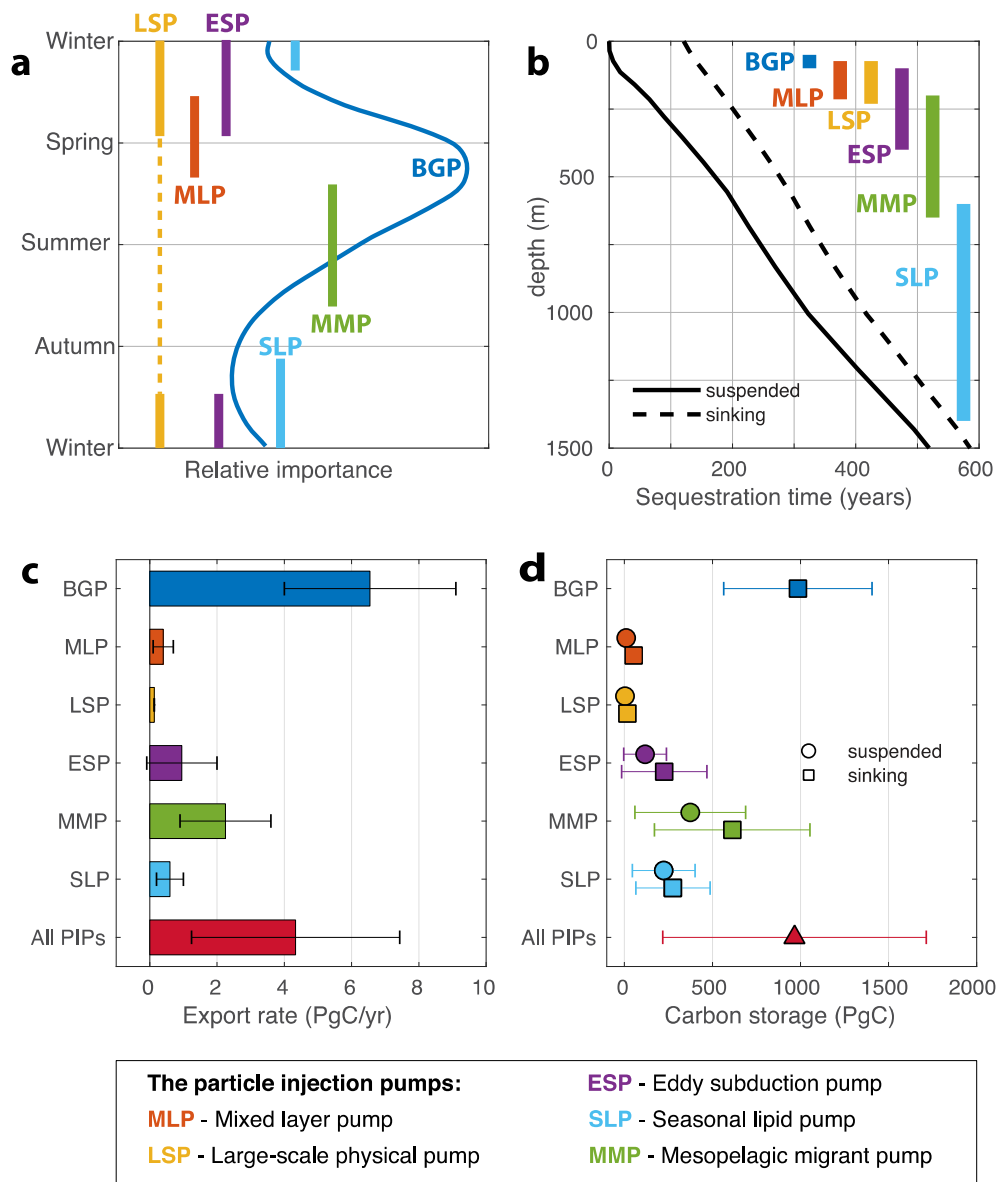 a
Winter
Spring
Summer
Autumn
Winter
LSP
ESP
MLP
BGP
MMP
SLP
Relative importance
b
0
500
1000
1500
depth (m)
BGP
MLP
LSP
ESP
MMP
SLP
suspended
sinking
0 200 400 600
Sequestration time (years)
c
BGP
MLP
LSP
ESP
MMP
SLP
All PIPs
0 2 4 6 8 10
Export rate (PgC/yr)
d
BGP
MLP
LSP
ESP
MMP
SLP
All PIPs
suspended
sinking
0 500 1000 1500 2000
Carbon storage (PgC)
The particle injection pumps:
MLP - Mixed layer pump
LSP - Large-scale physical pump
ESP - Eddy subduction pump
SLP - Seasonal lipid pump
MMP - Mesopelagic migrant pump